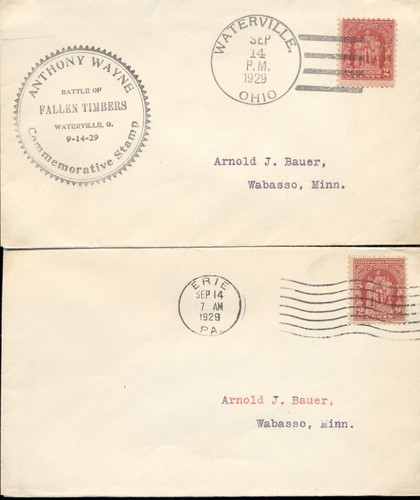 ANTHONY WAYNE
BATTLE OF
FALLEN TIMBERS
WATERVILLE, O.
9-14-29
Commemorative Stamp
WATERVILLE,
SEP
14
P.M.
1929
OHIO
2
Arnold J. Bauer,
Wabasso, Minn.
ERIE
SEP 14
7 AM
1929
PA.
Arnold J. Bauer,
Wabasso, Minn.